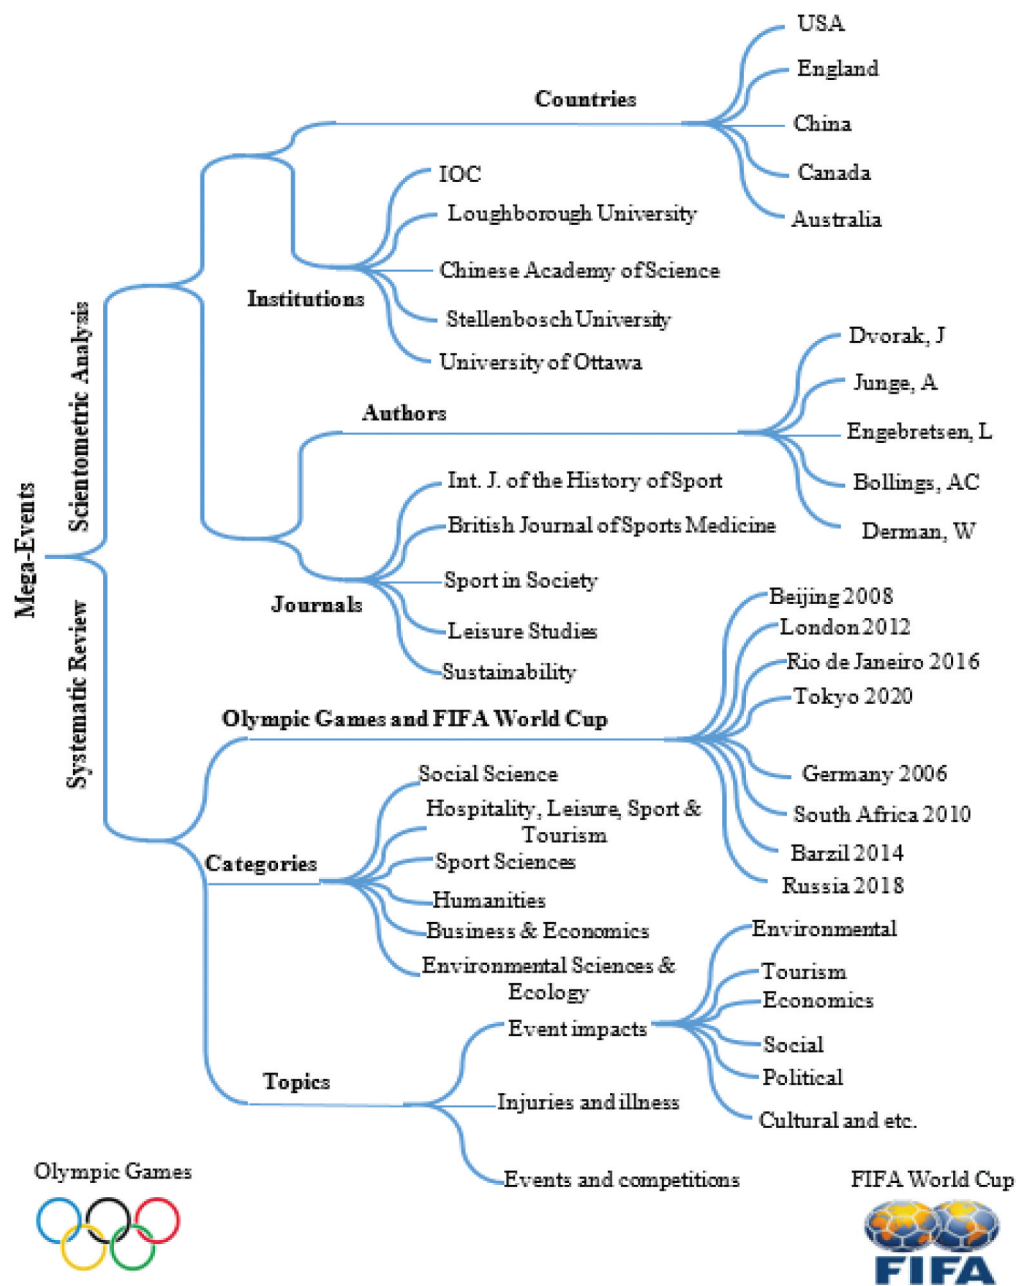 USA
England
Countries
China
Canada
Australia
IOC
Loughborough University
Chinese Academy of Science
Institutions
Stellenbosch University
University of Ottawa
Mega-Events
Scientometric Analysis
Dvorak, J
Junge, A
Authors
Engebretsen, L
Bollings, AC
Derman, W
Int. J. of the History of Sport
British Journal of Sports Medicine
Sport in Society
Journals
Leisure Studies
Sustainability
Systematic Review
Beijing 2008
London 2012
Rio de Janeiro 2016
Tokyo 2020
Olympic Games and FIFA World Cup
Germany 2006
South Africa 2010
Barzil 2014
Russia 2018
Social Science
Hospitality, Leisure, Sport &
Tourism
Categories
Sport Sciences
Humanities
Business & Economics
Environmental Sciences &
Ecology
Environmental
Tourism
Economics
Event impacts
Social
Political
Cultural and etc.
Topics
Injuries and illness
Events and competitions
Olympic Games
FIFA World Cup
FIFA